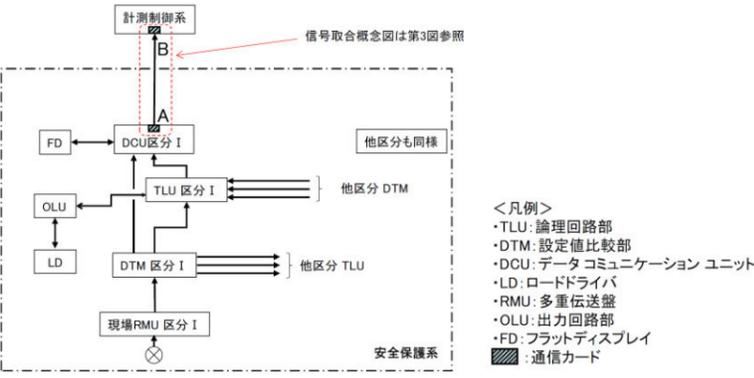 計測制御系
B
信号取合概念図は第3図参照
A
FD
DCU区分Ⅰ
他区分も同様
TLU 区分Ⅰ
他区分 DTM
OLU
LD
DTM 区分Ⅰ
他区分 TLU
現場RMU 区分Ⅰ
安全保護系
<凡例>
・TLU:論理回路部
・DTM:設定値比較部
・DCU:データ コミュニケーション ユニット
・LD:ロードドライバ
・RMU:多重伝送盤
・OLU:出力回路部
・FD:フラットディスプレイ
:通信カード